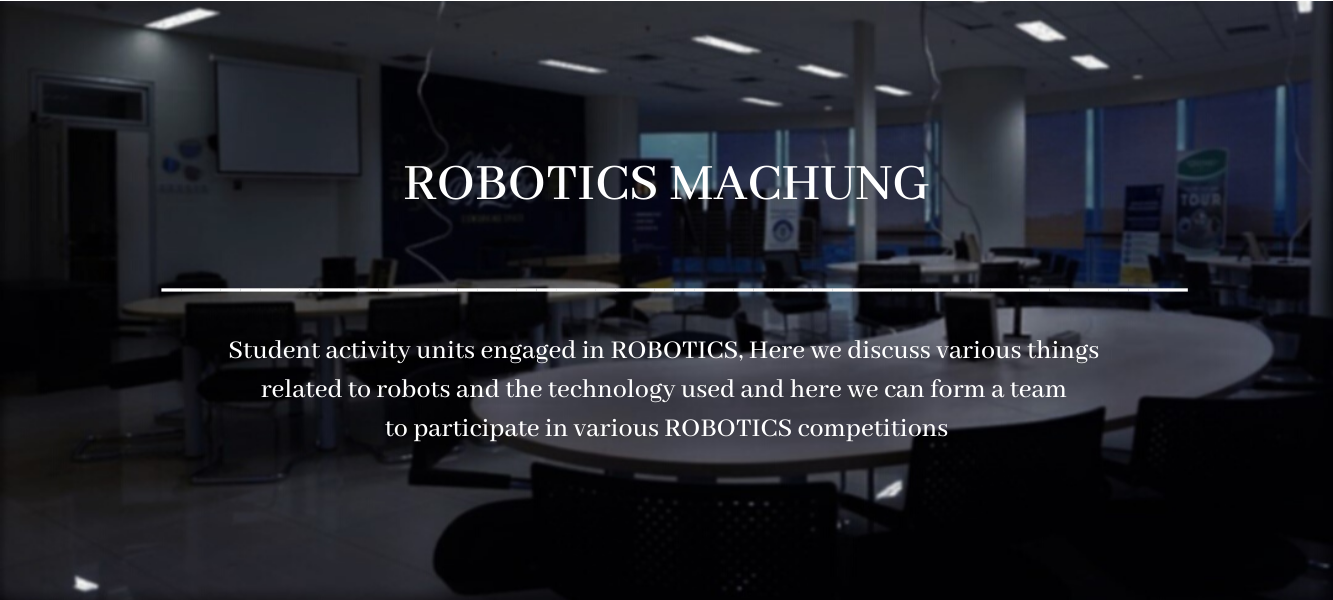 ROBOTICS MACHUNG
Student activity units engaged in ROBOTICS, Here we discuss various things
related to robots and the technology used and here we can form a team
to participate in various ROBOTICS competitions
TOUR